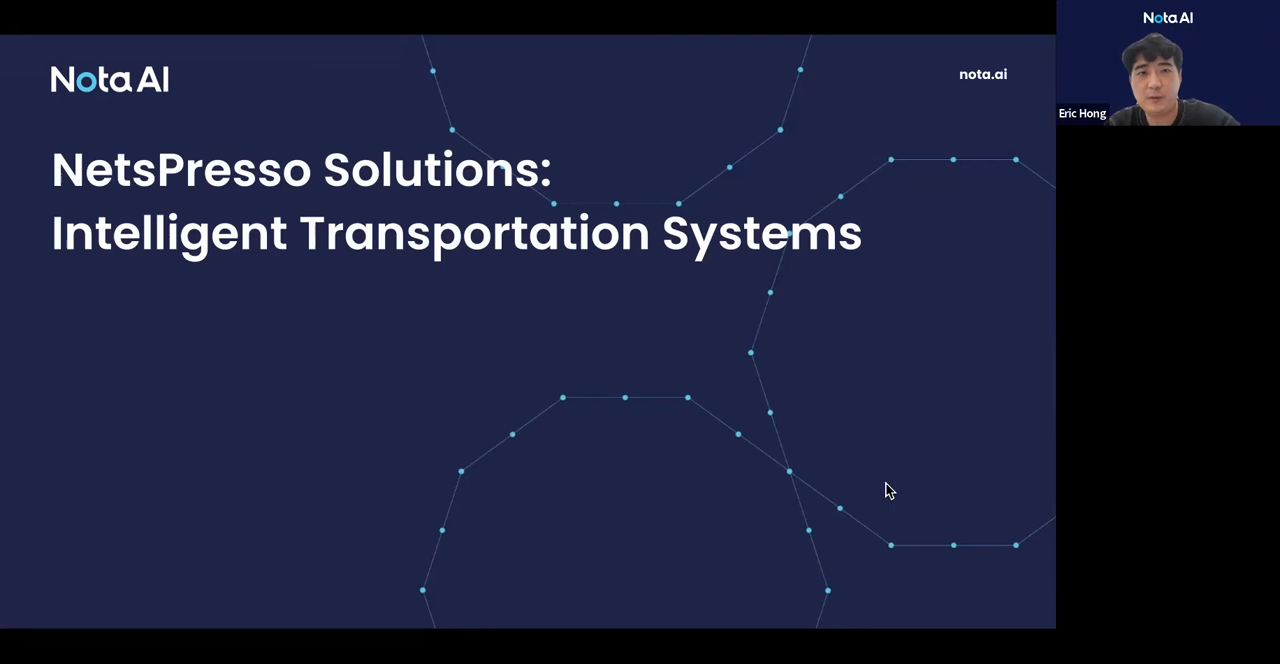 Nota AI
nota.ai
NetsPresso Solutions:
Intelligent Transportation Systems
Nota AI
Eric Hong